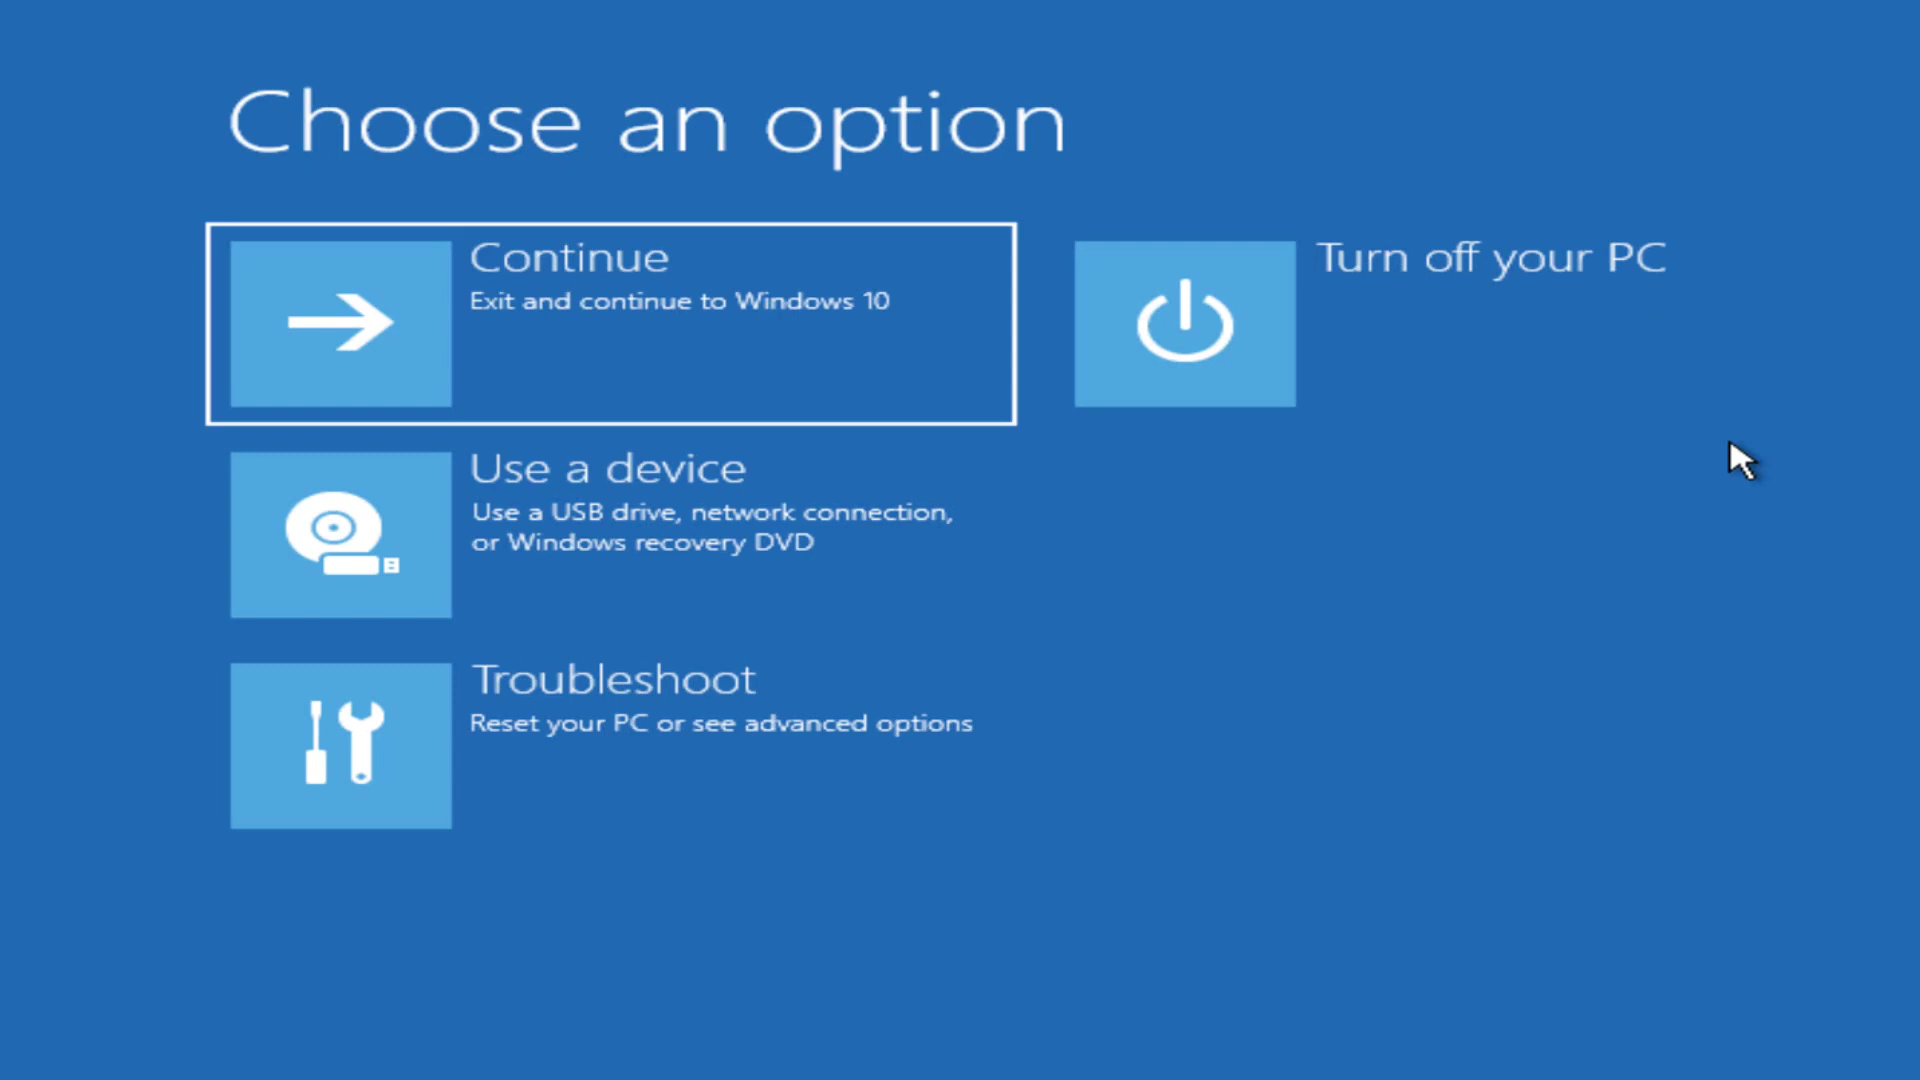 Choose an option
Continue
Exit and continue to Windows 10
Turn off your PC
Use a device
Use a USB drive, network connection,
or Windows recovery DVD
Troubleshoot
Reset your PC or see advanced options